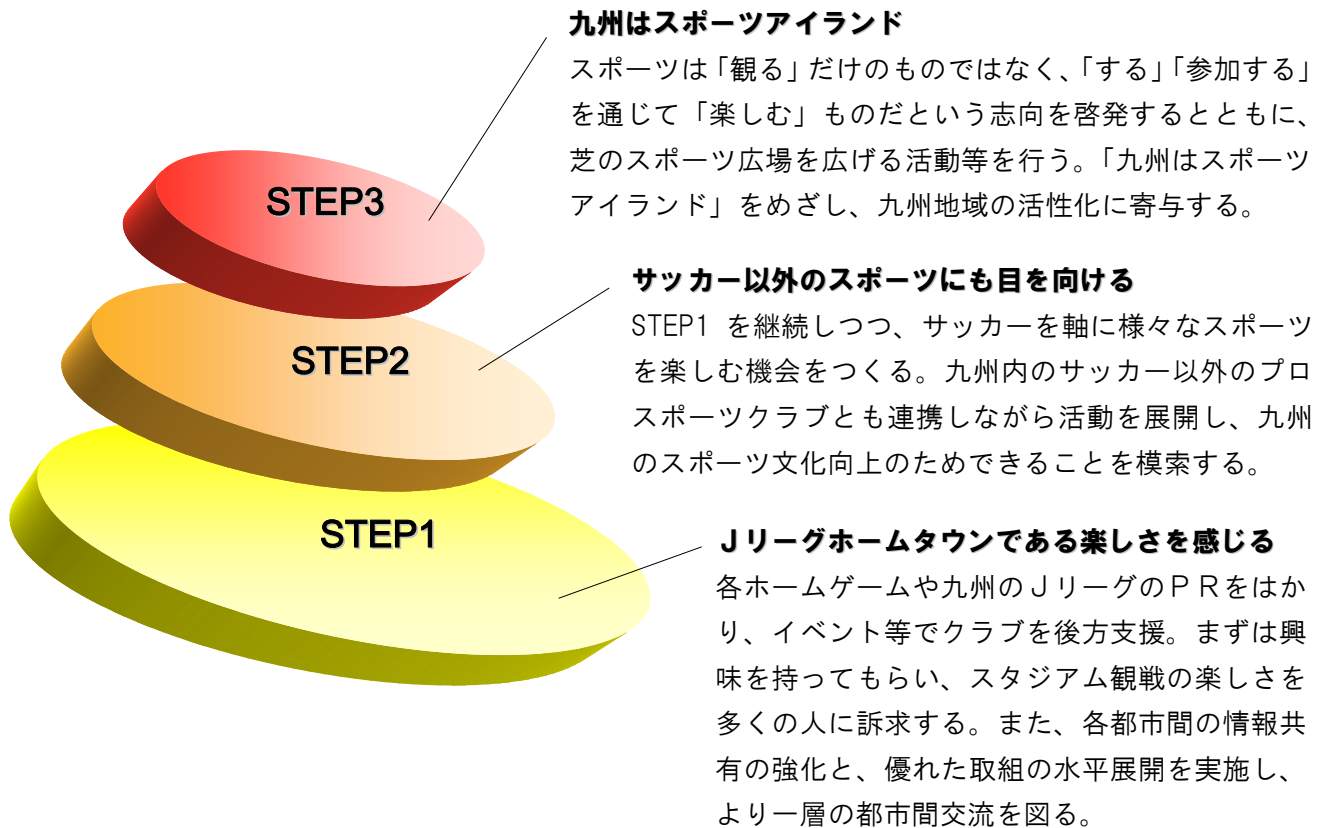 九州はスポーツアイランド
スポーツは「観る」だけのものではなく、「する」「参加する」
を通じて「楽しむ」ものだという志向を啓発するとともに、
芝のスポーツ広場を広げる活動等を行う。「九州はスポーツ
アイランド」をめざし、九州地域の活性化に寄与する。
STEP3
サッカー以外のスポーツにも目を向ける
STEP1 を継続しつつ、サッカーを軸に様々なスポーツ
を楽しむ機会をつくる。九州内のサッカー以外のプロ
スポーツクラブとも連携しながら活動を展開し、九州
のスポーツ文化向上のためできることを模索する。
STEP2
Ｊリーグホームタウンである楽しさを感じる
各ホームゲームや九州のＪリーグのＰＲをはか
り、イベント等でクラブを後方支援。まずは興
味を持ってもらい、スタジアム観戦の楽しさを
多くの人に訴求する。また、各都市間の情報共
有の強化と、優れた取組の水平展開を実施し、
より一層の都市間交流を図る。
STEP1